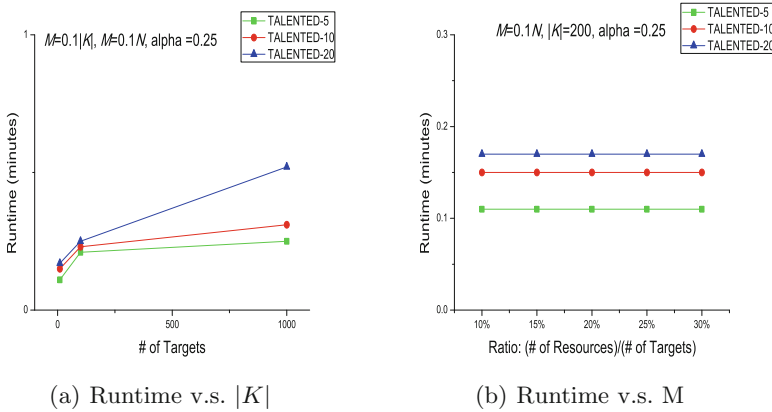 M=0.1|K|, M=0.1N, alpha =0.25
TALENTED-5
TALENTED-10
TALENTED-20
1
0
Runtime (minutes)
0
500
1000
# of Targets
(a) Runtime v.s. |K|
M=0.1N, |K|=200, alpha =0.25
TALENTED-5
TALENTED-10
TALENTED-20
0.3
0.2
0.1
0.0
Runtime (minutes)
10%
15%
20%
25%
30%
Ratio: (# of Resources)/(# of Targets)
(b) Runtime v.s. M